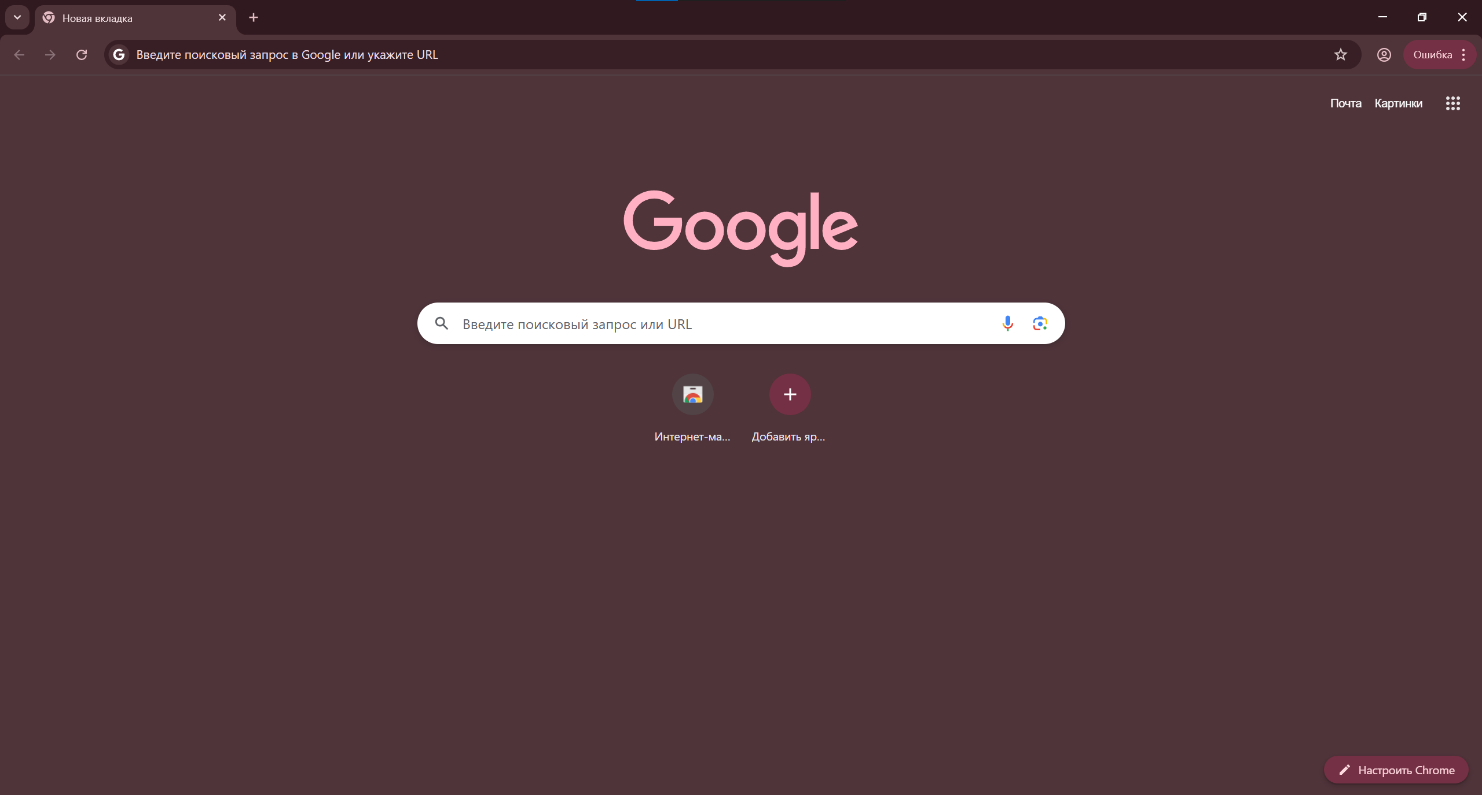 Новая вкладка
Введите поисковый запрос в Google или укажите URL
Ошибка
Почта Картинки
Google
Введите поисковый запрос или URL
Интернет-ма... Добавить яр...
Настроить Chrome